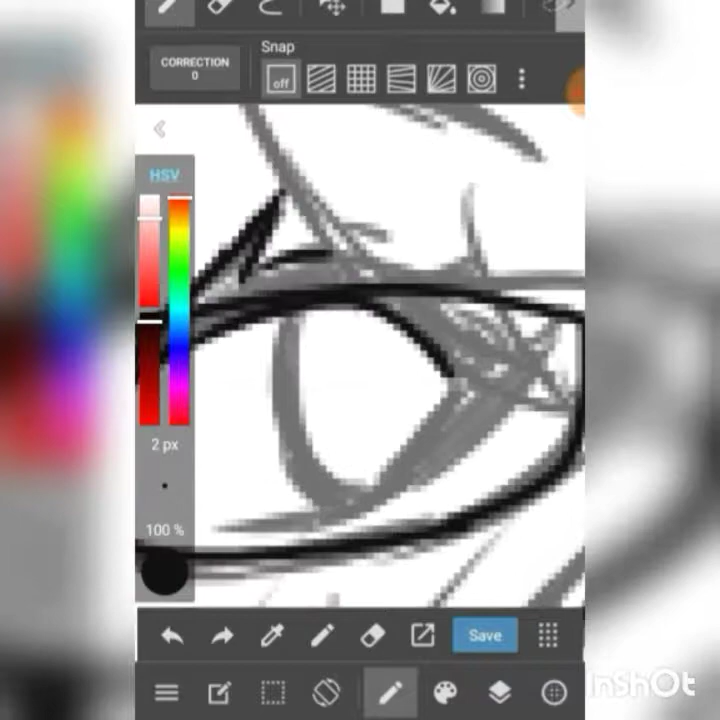 Snap
CORRECTION
0
off
HSV
2 px
100 %
Save
InShOt